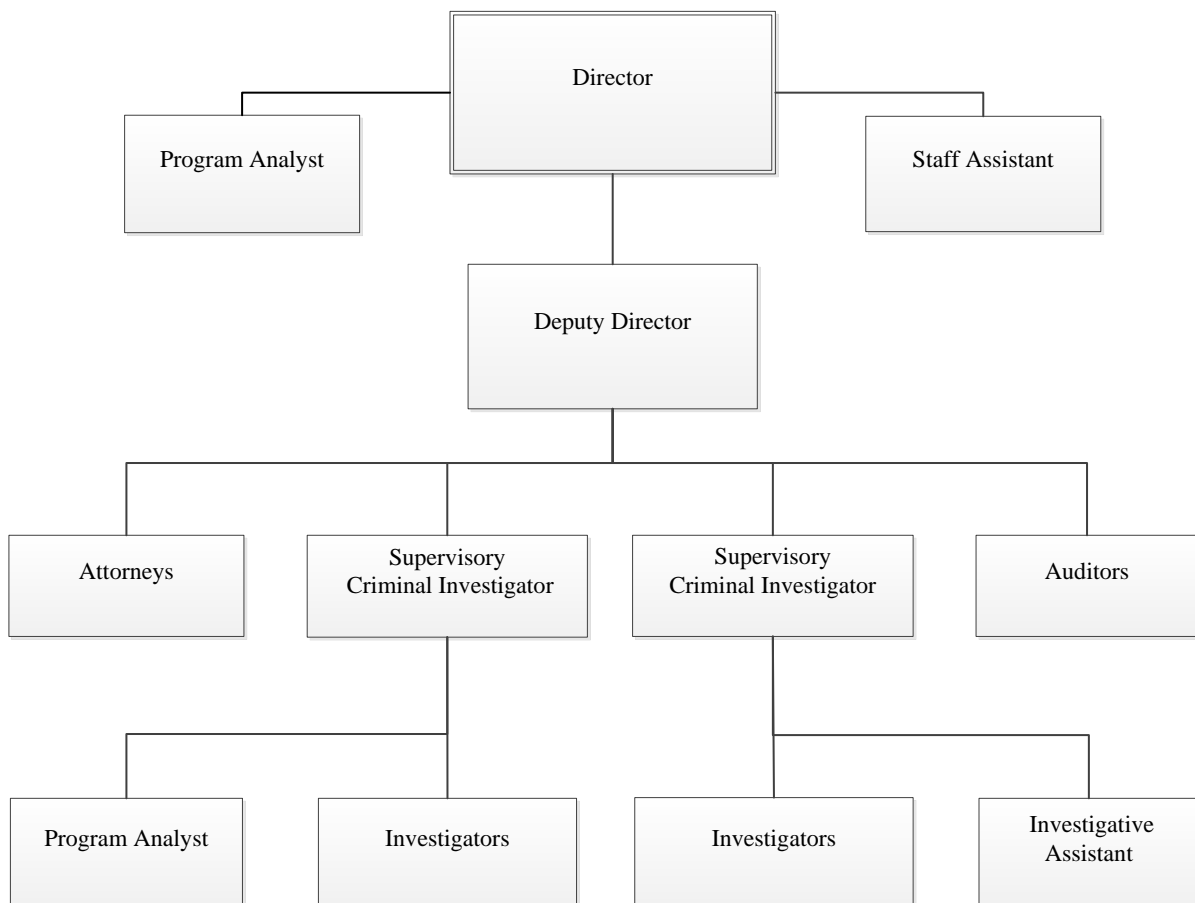 Director
Program Analyst
Staff Assistant
Deputy Director
Attorneys
Supervisory
Criminal Investigator
Supervisory
Criminal Investigator
Auditors
Program Analyst
Investigators
Investigators
Investigative
Assistant